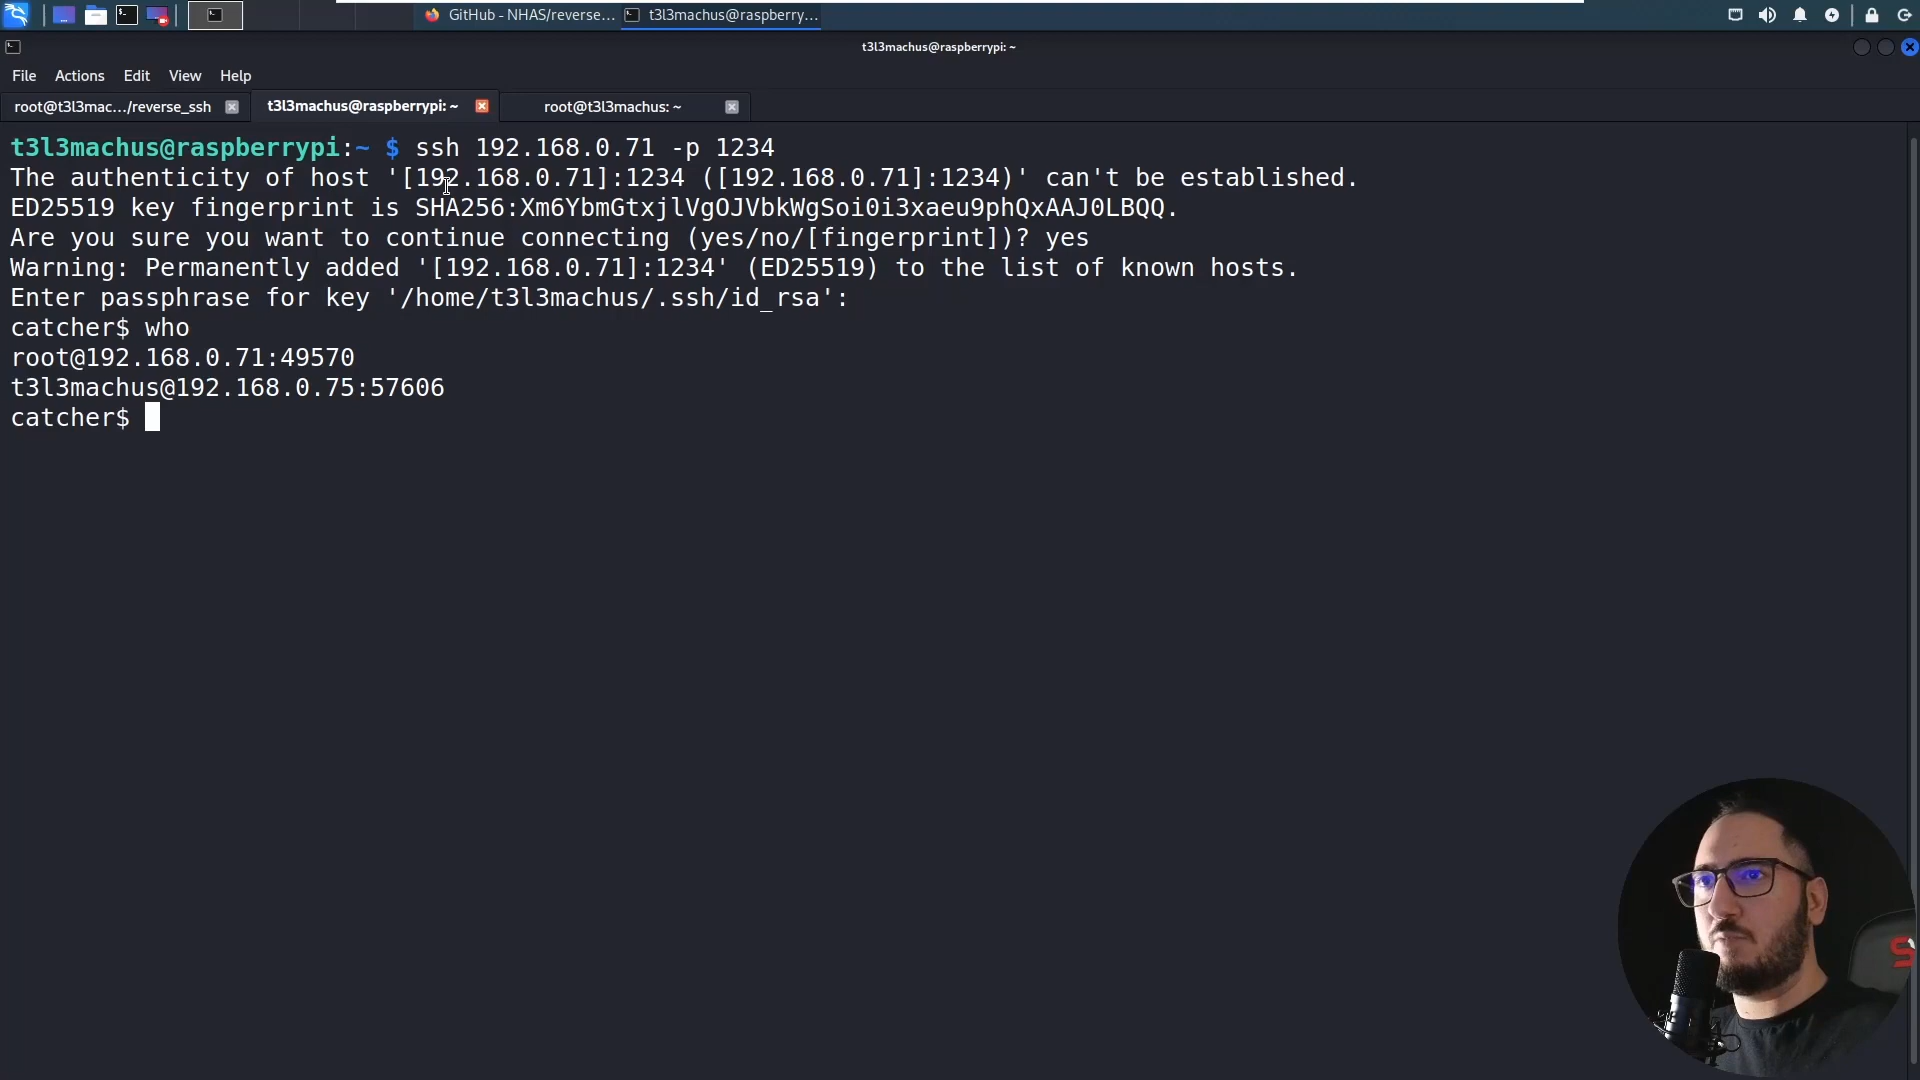 GitHub - NHAS/reverse...
t3l3machus@raspberry...
t3l3machus@raspberrypi: ~
File Actions Edit View Help
root@t3l3mac.../reverse_ssh
t3l3machus@raspberrypi: ~
root@t3l3machus: ~
t3l3machus@raspberrypi:~ $ ssh 192.168.0.71 -p 1234
The authenticity of host '[192.168.0.71]:1234 ([192.168.0.71]:1234)' can't be established.
ED25519 key fingerprint is SHA256:Xm6YbmGtxjlVgOJVbkWgSoi0i3xaeu9phQxAAJ0LBQQ.
Are you sure you want to continue connecting (yes/no/[fingerprint])? yes
Warning: Permanently added '[192.168.0.71]:1234' (ED25519) to the list of known hosts.
Enter passphrase for key '/home/t3l3machus/.ssh/id_rsa':
catcher$ who
root@192.168.0.71:49570
t3l3machus@192.168.0.75:57606
catcher$